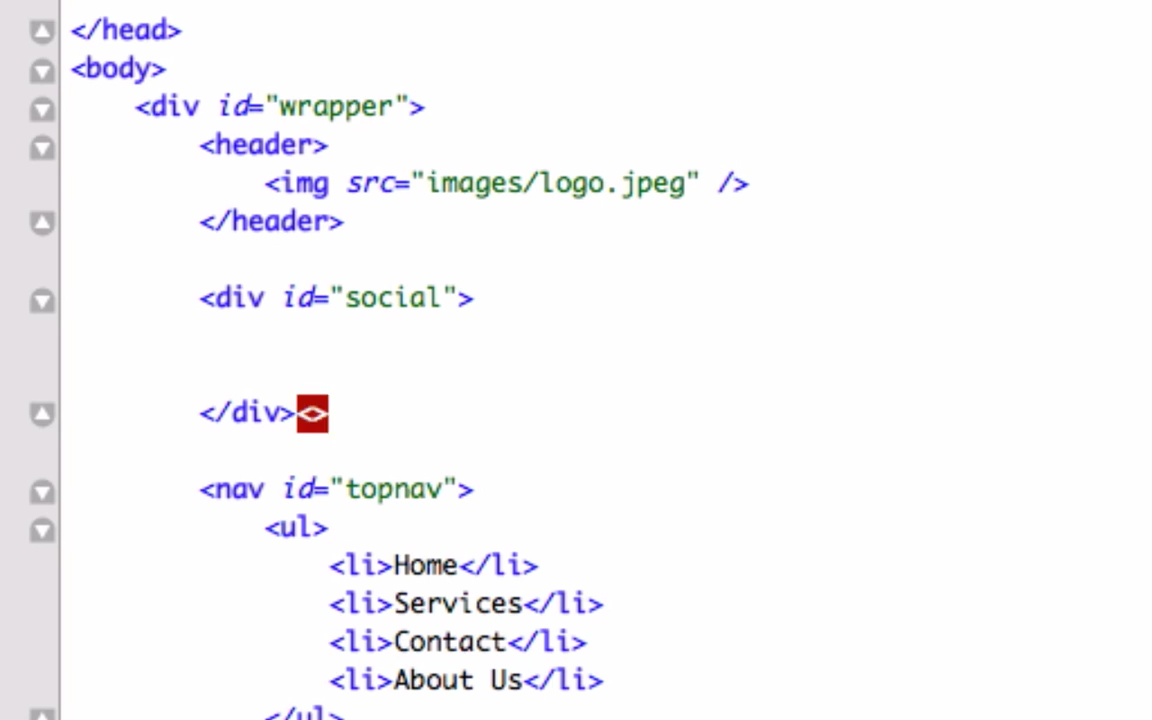 </head>
<body>
<div id="wrapper">
<header>
<img src="images/logo.jpeg" />
</header>
<div id="social">
</div><>
<nav id="topnav">
<ul>
<li>Home</li>
<li>Services</li>
<li>Contact</li>
<li>About Us</li>
</ul>